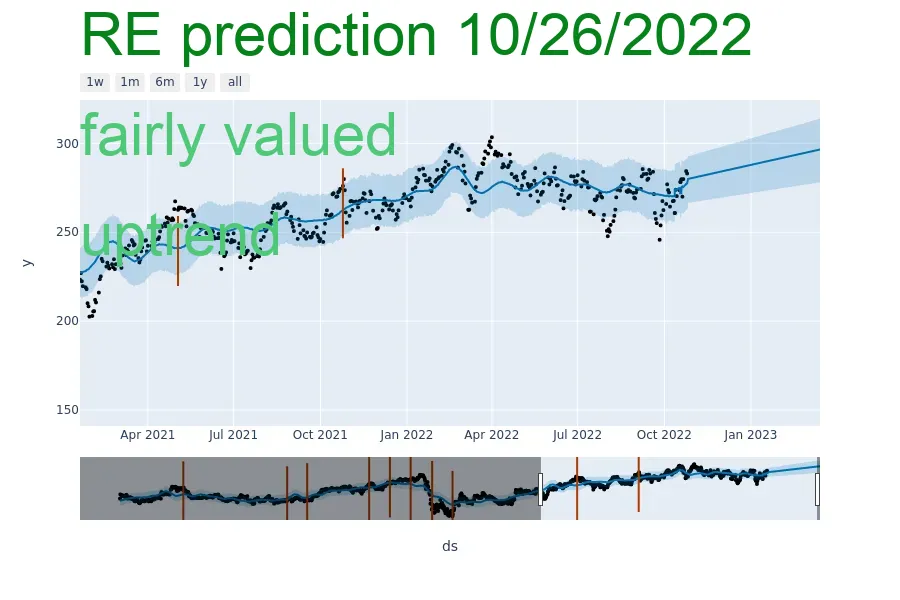 RE prediction 10/26/2022
1w 1m 6m 1y all
fairly valued
uptrend
300
250
200
150
y
Apr 2021 Jul 2021 Oct 2021 Jan 2022 Apr 2022 Jul 2022 Oct 2022 Jan 2023
ds